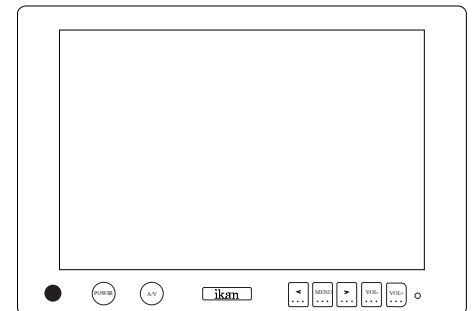 POWER
A/V
ikan
<
MENU
>
VOL-
VOL+